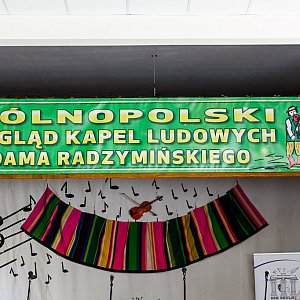 ÓLNOPOLSKI
GLĄD KAPEL LUDOWYCH
DAMA RADZYMIŃSKIEGO